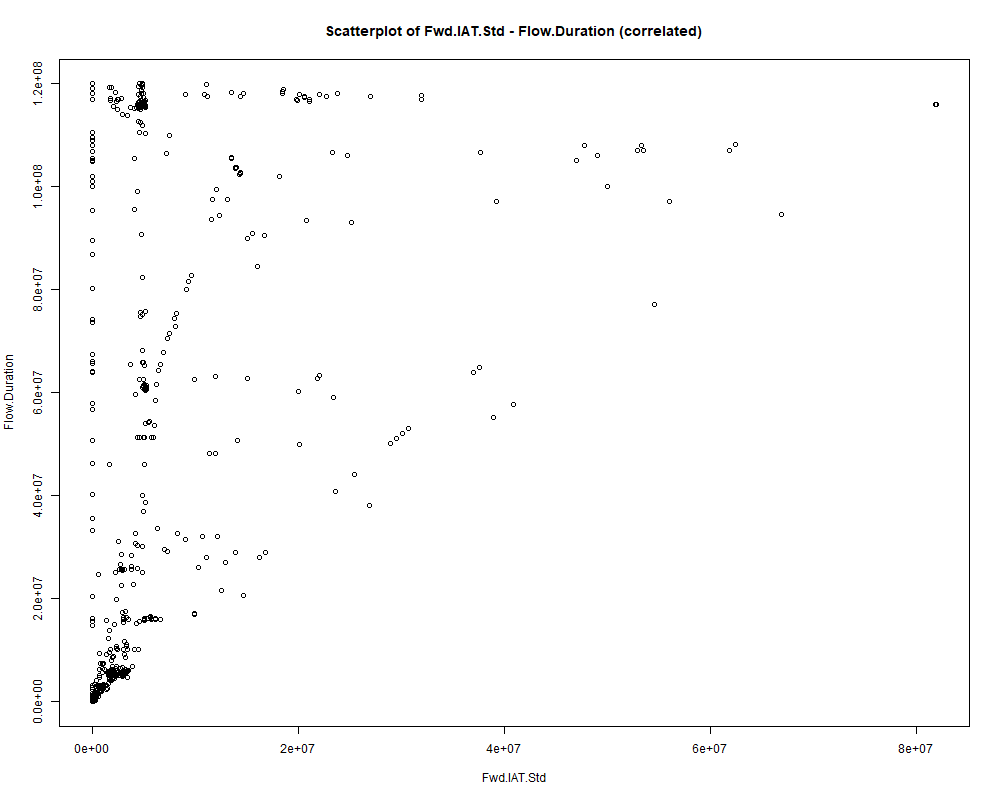 Scatterplot of Fwd.IAT.Std - Flow.Duration (correlated)
Flow.Duration
1.2e+08
1.0e+08
8.0e+07
6.0e+07
4.0e+07
2.0e+07
0.0e+00
0e+00 2e+07 4e+07 6e+07 8e+07
Fwd.IAT.Std